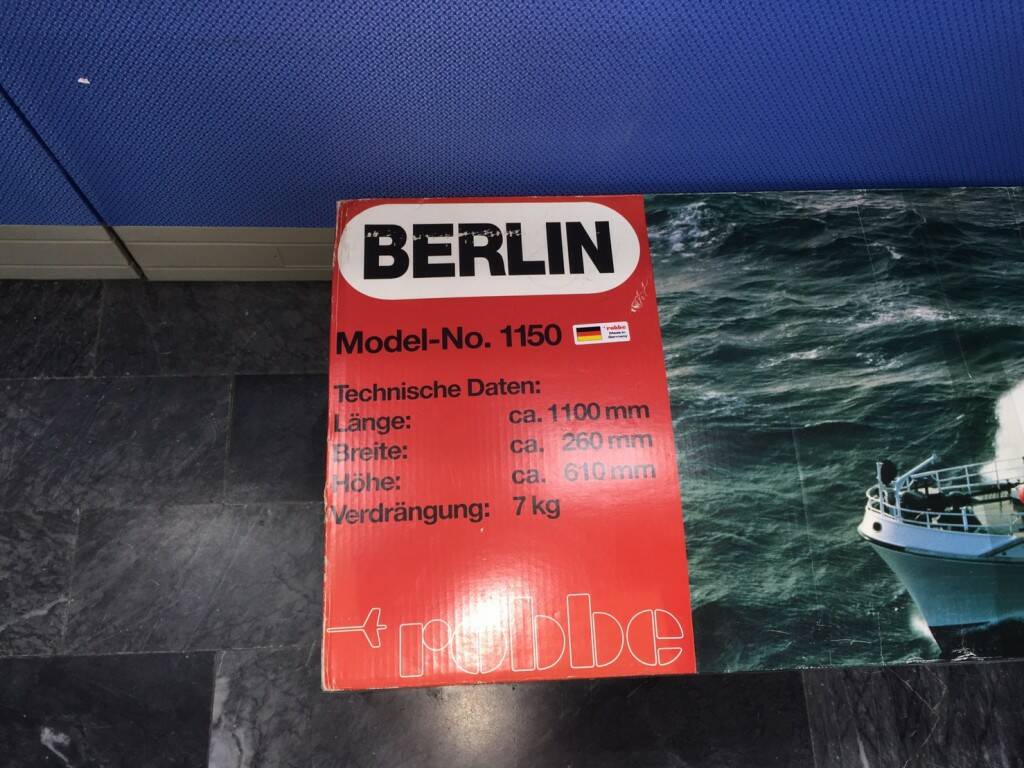 BERLIN
Model-No. 1150
robbe
Made in
Germany
Technische Daten:
Länge: ca. 1100 mm
Breite: ca. 260 mm
Höhe: ca. 610 mm
Verdrängung: 7 kg
robbe